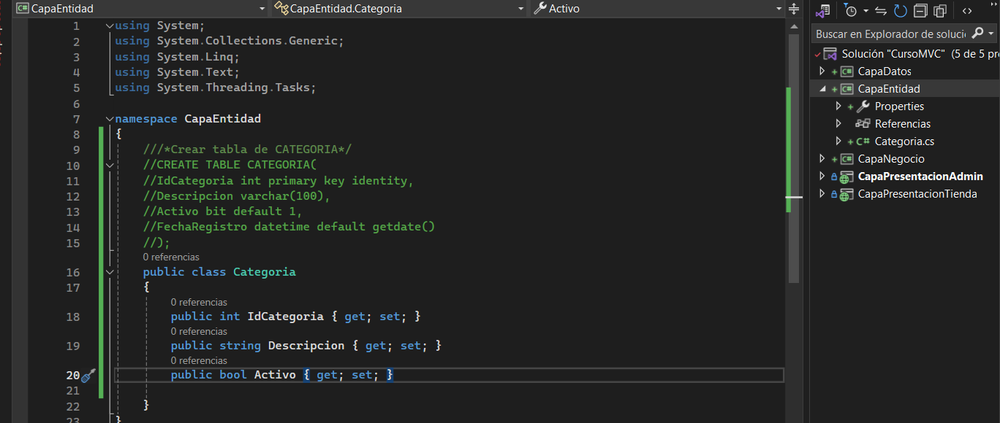 CapaEntidad
CapaEntidad.Categoria
Activo
1 using System;
2 using System.Collections.Generic;
3 using System.Linq;
4 using System.Text;
5 using System.Threading.Tasks;
6
7 namespace CapaEntidad
8 {
9 ///*Crear tabla de CATEGORIA*/
10 //CREATE TABLE CATEGORIA(
11 //IdCategoria int primary key identity,
12 //Descripcion varchar(100),
13 //Activo bit default 1,
14 //FechaRegistro datetime default getdate()
15 //);
0 referencias
16 public class Categoria
17 {
0 referencias
18 public int IdCategoria { get; set; }
0 referencias
19 public string Descripcion { get; set; }
0 referencias
20 public bool Activo { get; set; }
21
22 }
23 }
Buscar en Explorador de soluci
Solución "CursoMVC" (5 de 5 pr
CapaDatos
CapaEntidad
Properties
Referencias
Categoria.cs
CapaNegocio
CapaPresentacionAdmin
CapaPresentacionTienda